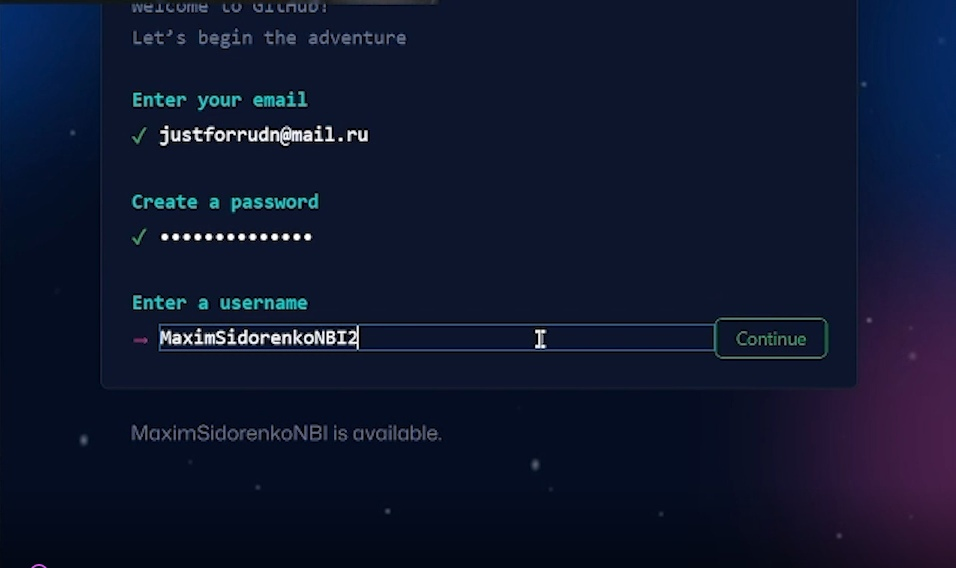 Welcome to GitHub!
Let’s begin the adventure
Enter your email
✓ justforrudn@mail.ru
Create a password
✓ ••••••••••••••
Enter a username
→ MaximSidorenkoNBI2
Continue
MaximSidorenkoNBI is available.